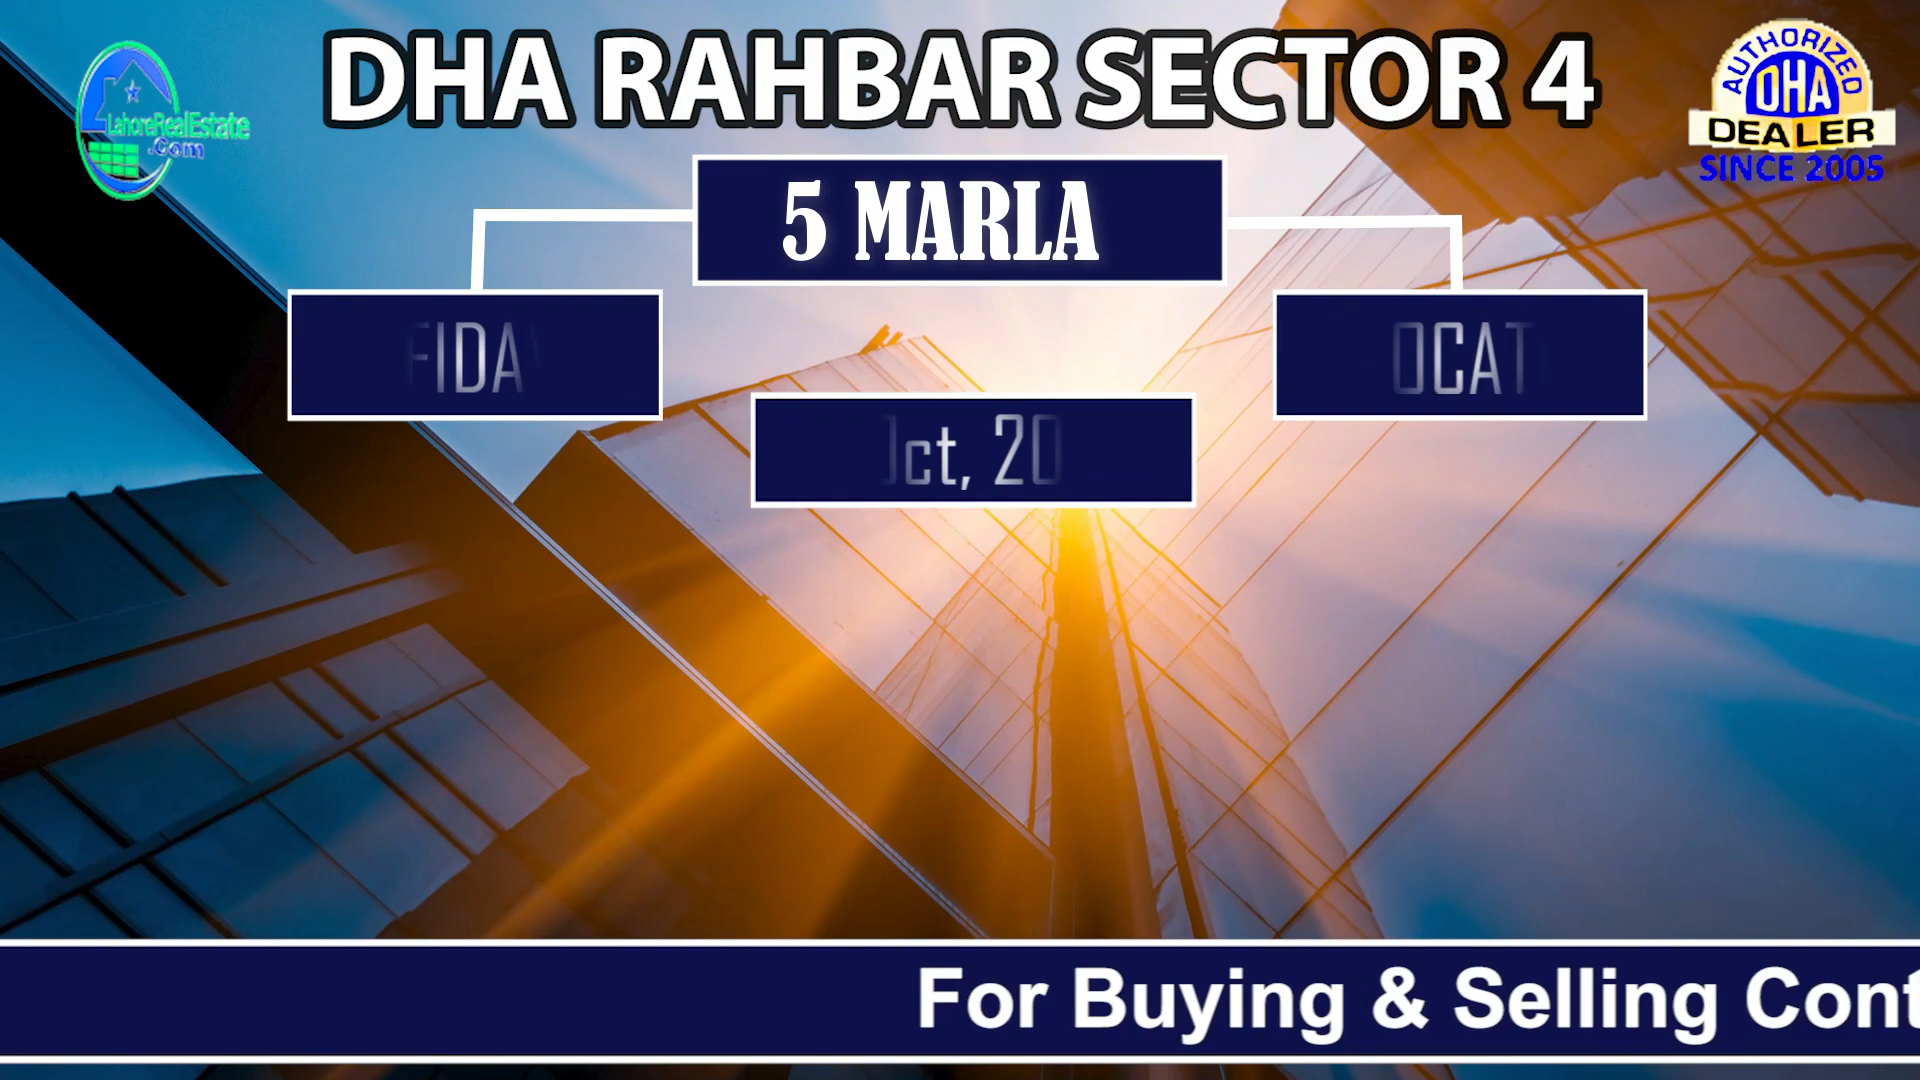 DHA RAHBAR SECTOR 4
LahoreRealEstate
.Com
AUTHORIZED
DHA
DEALER
SINCE 2005
5 MARLA
For Buying & Selling